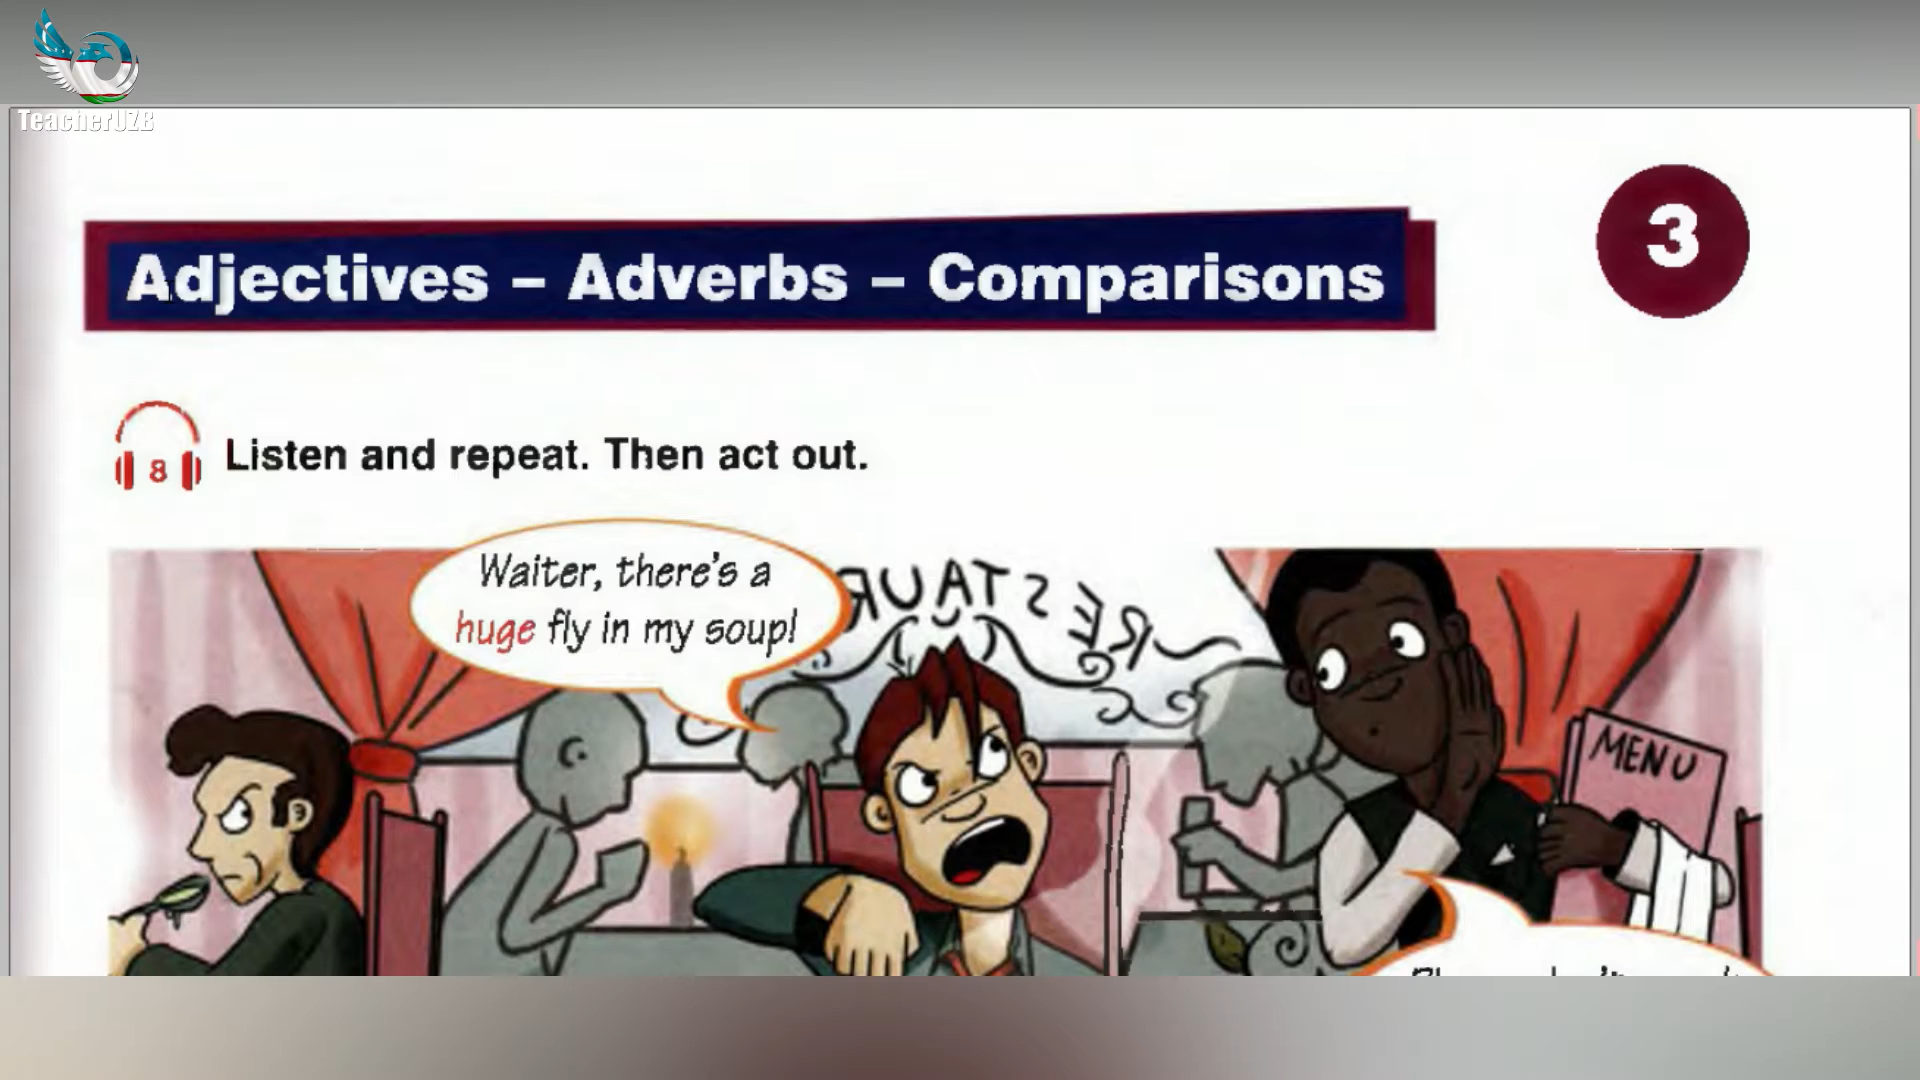 TeacherUZB
3
Adjectives – Adverbs – Comparisons
8
Listen and repeat. Then act out.
Waiter, there's a
huge fly in my soup!
RESTAUR
MENU